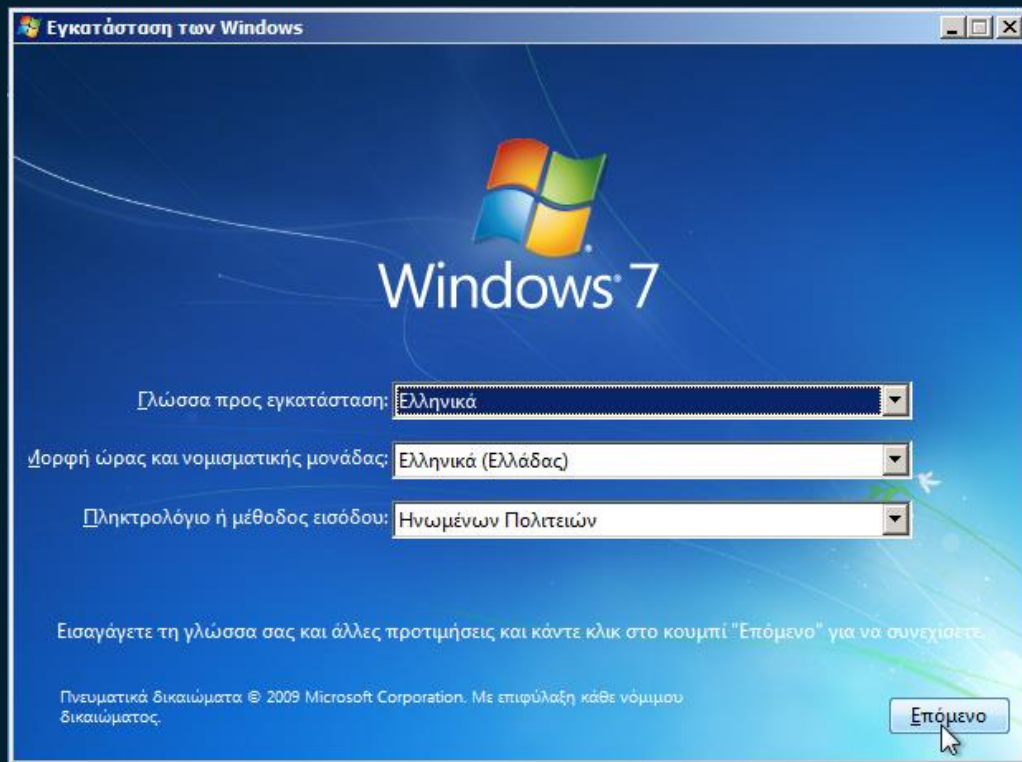 Εγκατάσταση των Windows
Windows® 7
Γλώσσα προς εγκατάσταση: Ελληνικά
Μορφή ώρας και νομισματικής μονάδας: Ελληνικά (Ελλάδας)
Πληκτρολόγιο ή μέθοδος εισόδου: Ηνωμένων Πολιτειών
Εισαγάγετε τη γλώσσα σας και άλλες προτιμήσεις και κάντε κλικ στο κουμπί "Επόμενο" για να συνεχίσετε.
Πνευματικά δικαιώματα © 2009 Microsoft Corporation. Με επιφύλαξη κάθε νόμιμου
δικαιώματος.
Επόμενο